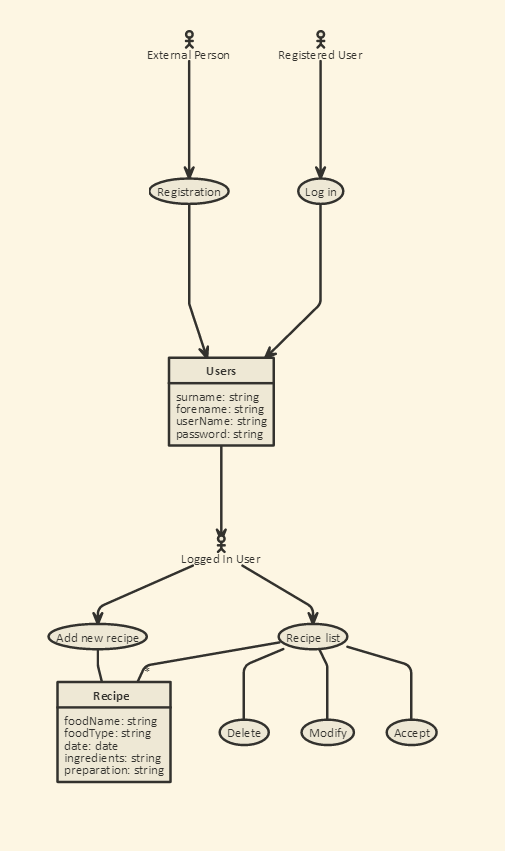 External Person
Registered User
Registration
Log in
Users
surname: string
forename: string
userName: string
password: string
Logged In User
Add new recipe
Recipe list
*
Recipe
foodName: string
foodType: string
date: date
ingredients: string
preparation: string
Delete
Modify
Accept